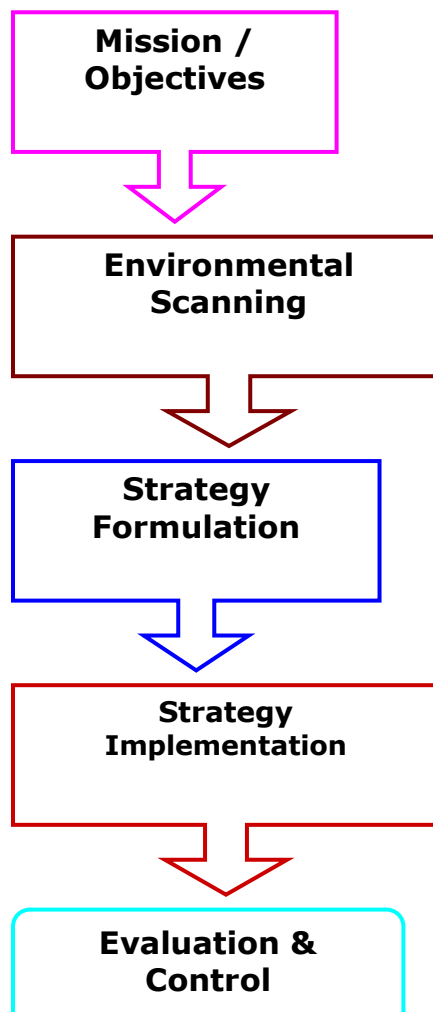 Mission /
Objectives
Environmental
Scanning
Strategy
Formulation
Strategy
Implementation
Evaluation &
Control